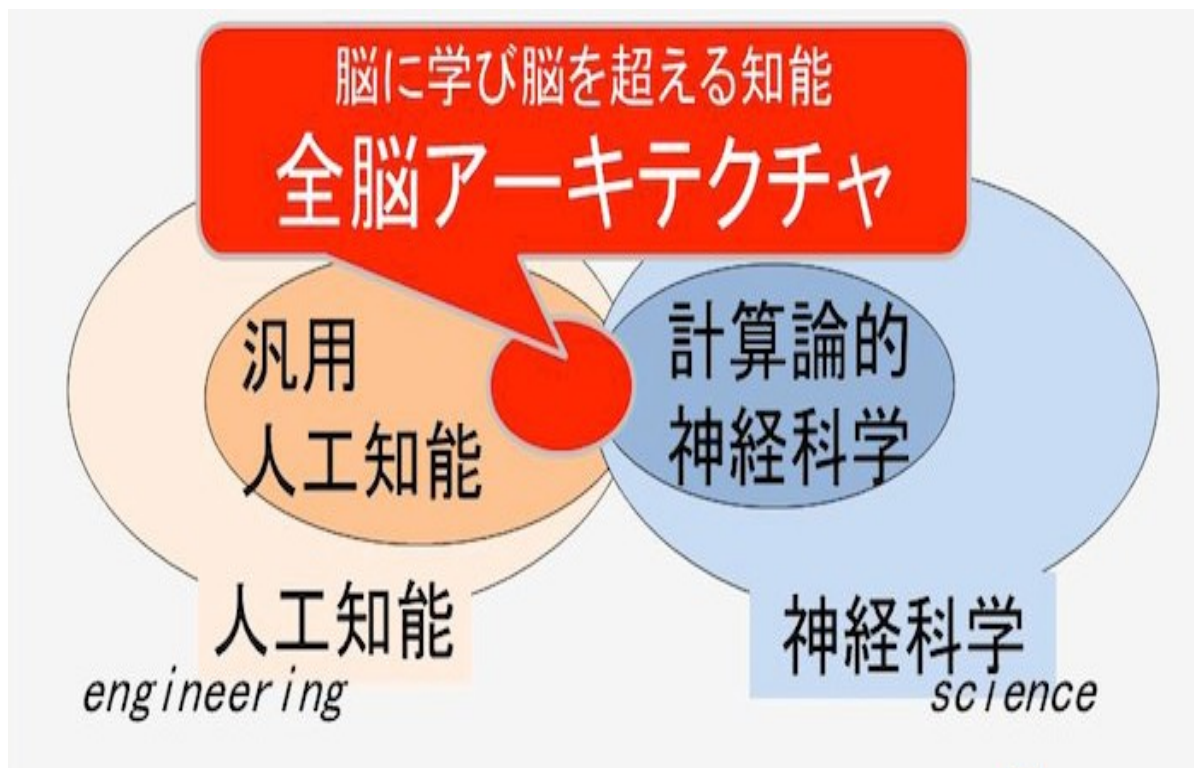 脳に学び脳を超える知能
全脳アーキテクチャ
汎用
人工知能
計算論的
神経科学
人工知能
神経科学
engineering
science